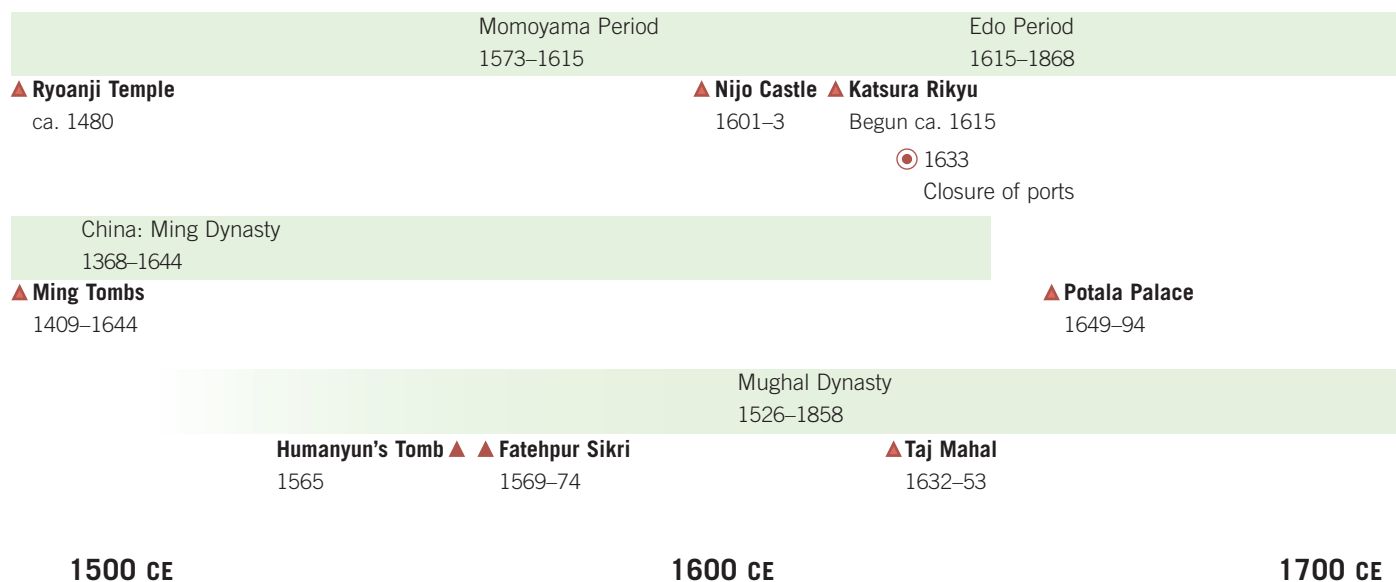 Momoyama Period Edo Period
1573–1615 1615–1868
Ryoanji Temple Nijo Castle Katsura Rikyu
ca. 1480 1601–3 Begun ca. 1615
1633
Closure of ports
China: Ming Dynasty
1368–1644
Ming Tombs Potala Palace
1409–1644 1649–94
Mughal Dynasty
1526–1858
Humanyun's Tomb Fatehpur Sikri Taj Mahal
1565 1569–74 1632–53
1500 CE 1600 CE 1700 CE